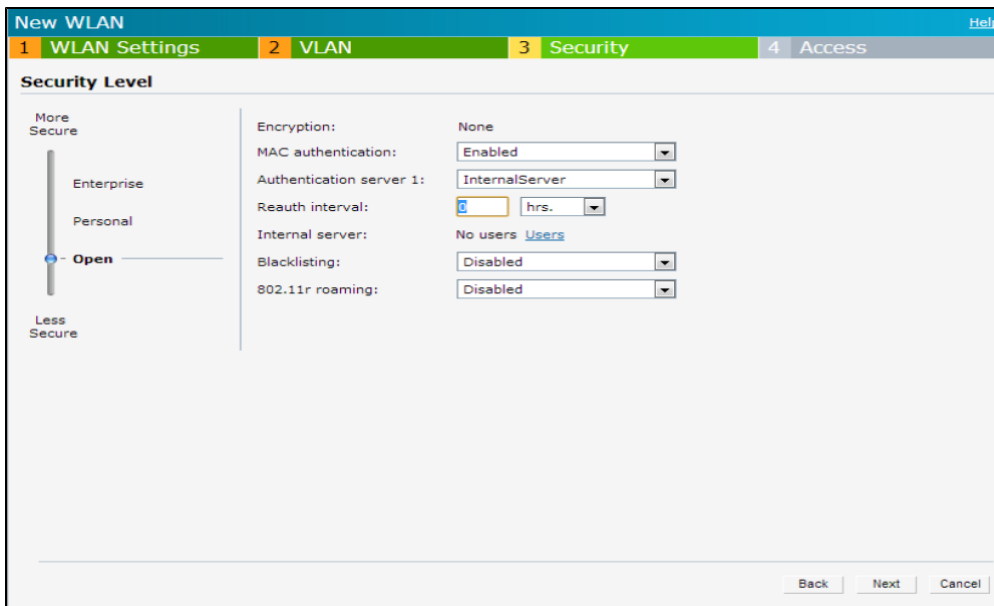 New WLAN Help
1 WLAN Settings 2 VLAN 3 Security 4 Access
Security Level
More
Secure
Enterprise
Personal
Open
Less
Secure
Encryption: None
MAC authentication: Enabled
Authentication server 1: InternalServer
Reauth interval: 0 hrs.
Internal server: No users Users
Blacklisting: Disabled
802.11r roaming: Disabled
Back Next Cancel